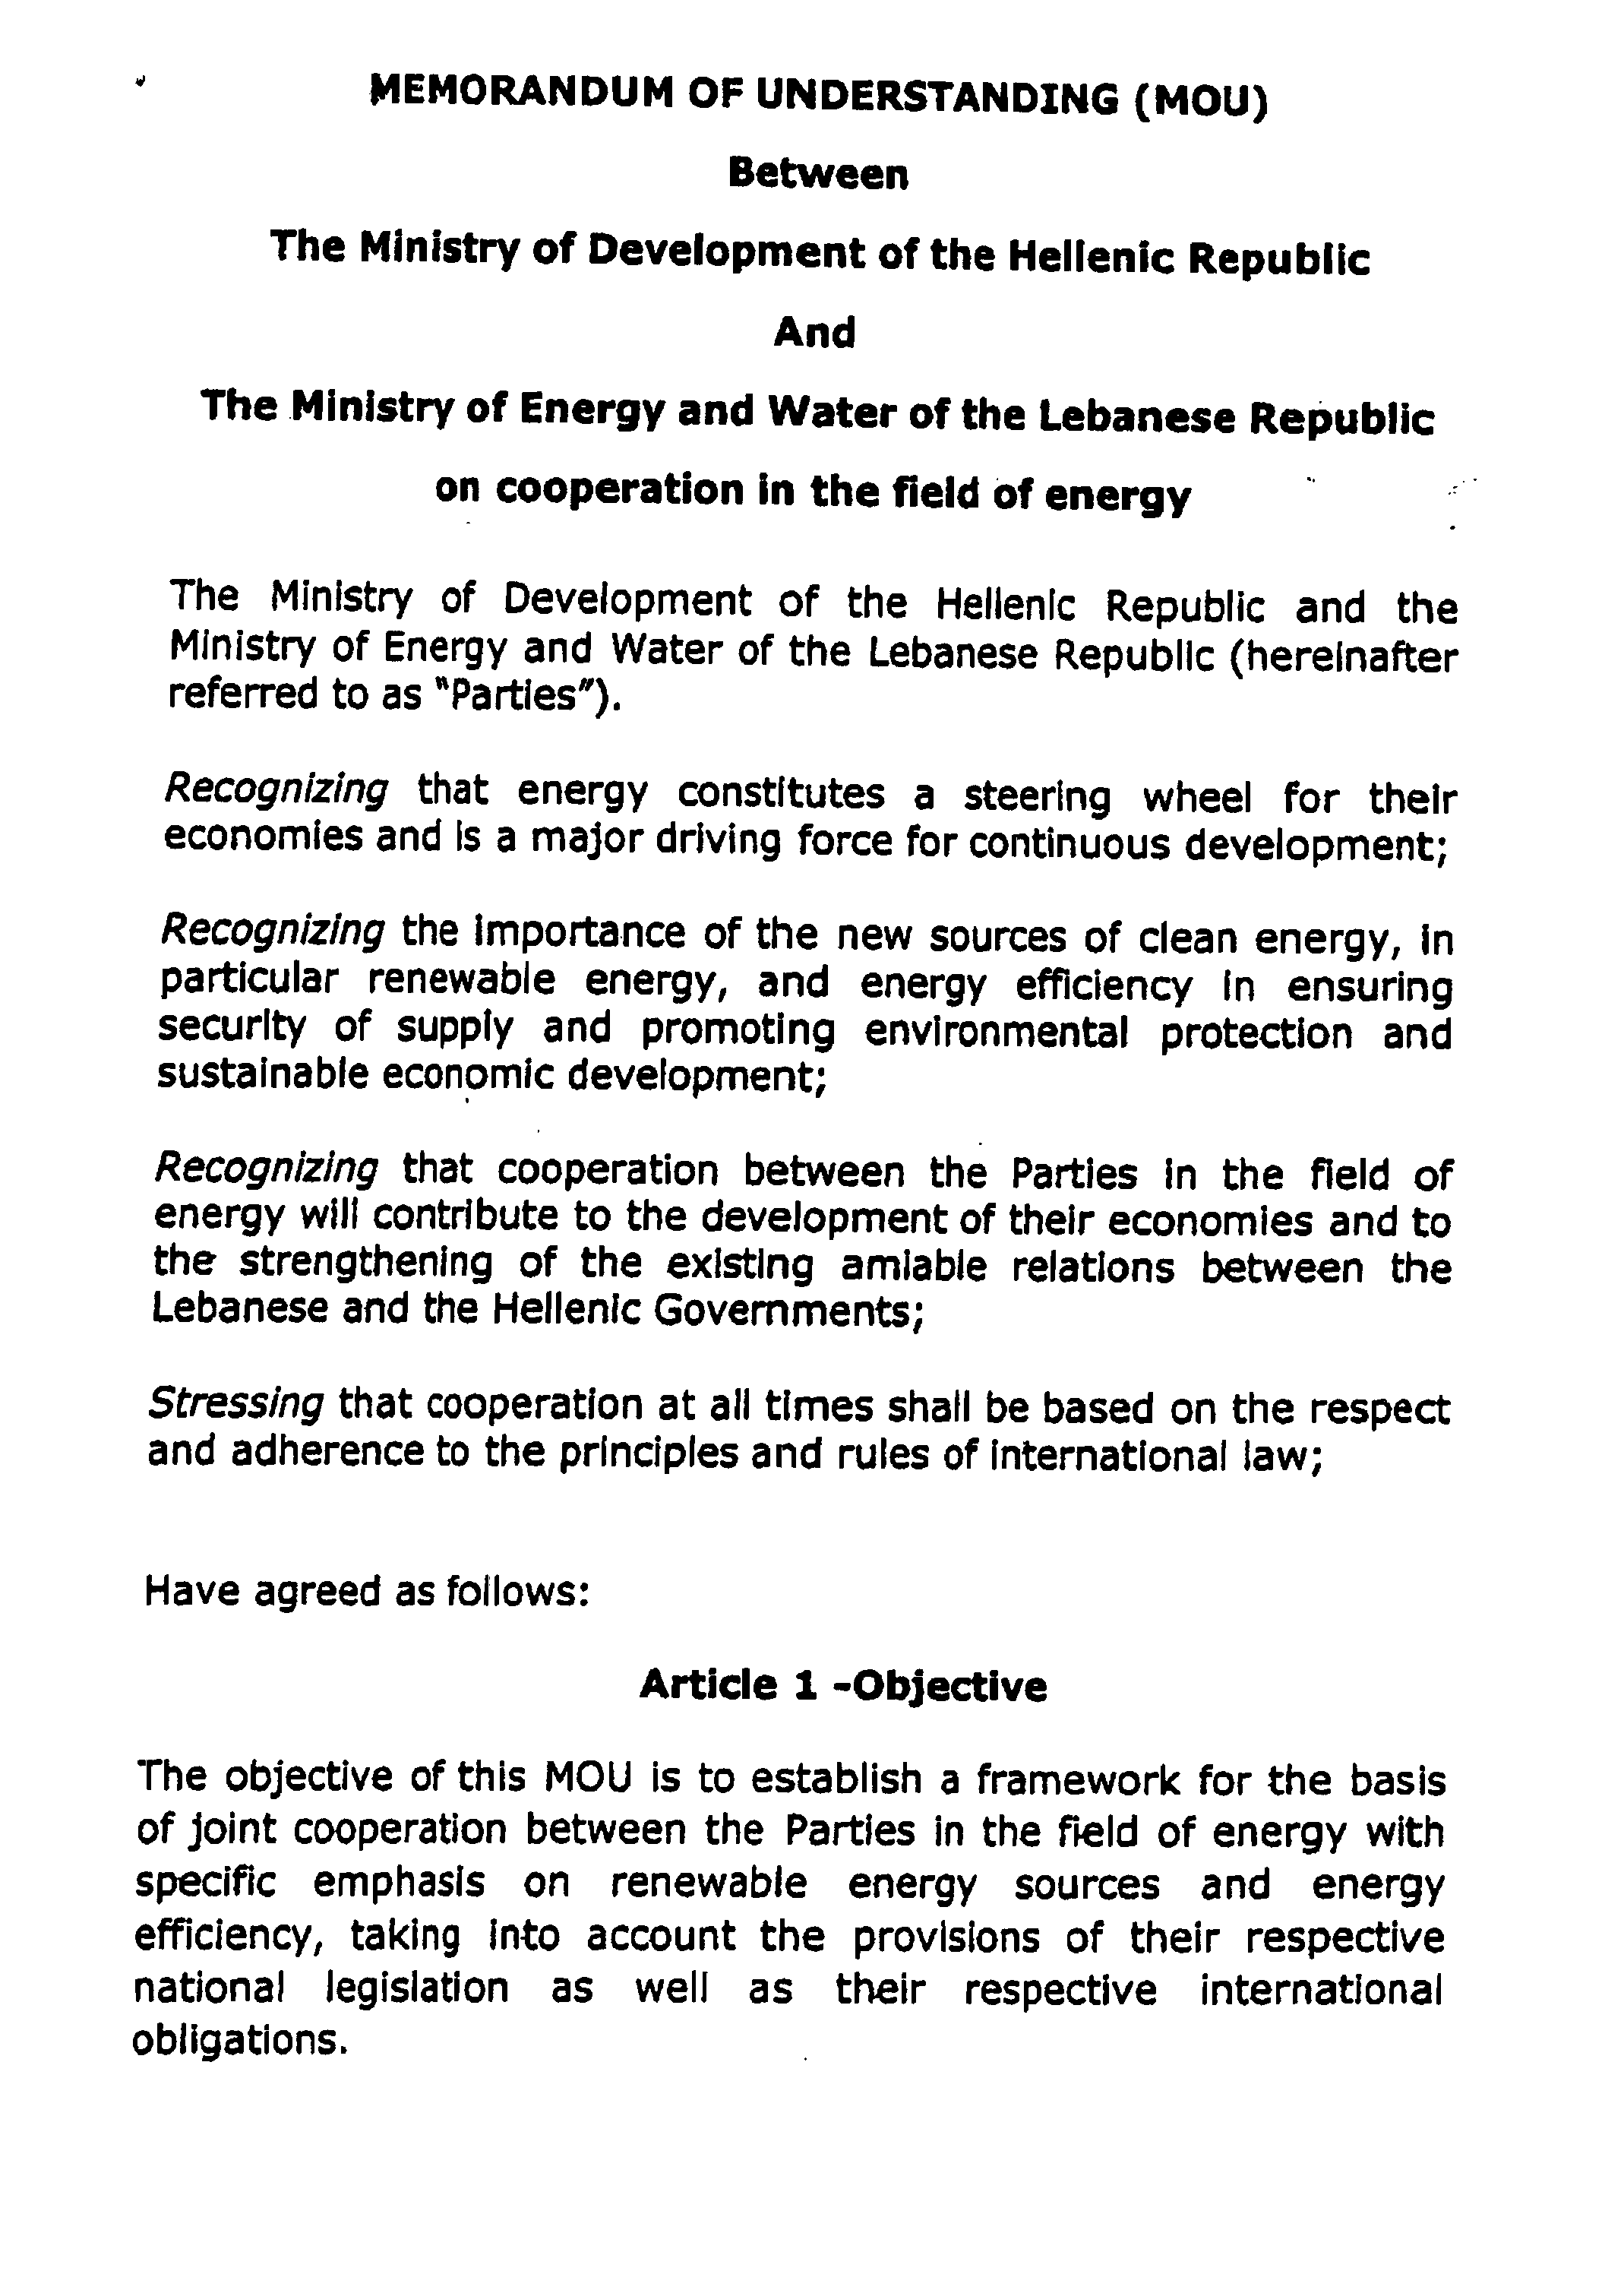 MEMORANDUM OF UNDERSTANDING (MOU)
Between
The Ministry of Development of the Hellenic Republic
And
The Ministry of Energy and Water of the Lebanese Republic
on cooperation in the field of energy
The Ministry of Development of the Hellenic Republic and the
Ministry of Energy and Water of the Lebanese Republic (hereinafter
referred to as "Parties").
Recognizing that energy constitutes a steering wheel for their
economies and is a major driving force for continuous development;
Recognizing the importance of the new sources of clean energy, in
particular renewable energy, and energy efficiency in ensuring
security of supply and promoting environmental protection and
sustainable economic development;
Recognizing that cooperation between the Parties in the field of
energy will contribute to the development of their economies and to
the strengthening of the existing amiable relations between the
Lebanese and the Hellenic Governments;
Stressing that cooperation at all times shall be based on the respect
and adherence to the principles and rules of international law;
Have agreed as follows:
Article 1 -Objective
The objective of this MOU is to establish a framework for the basis
of joint cooperation between the Parties in the field of energy with
specific emphasis on renewable energy sources and energy
efficiency, taking into account the provisions of their respective
national legislation as well as their respective international
obligations.